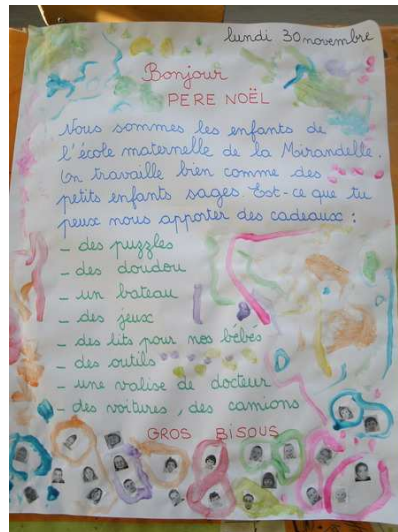 lundi 30 novembre
Bonjour
PERE NOËL
Nous sommes les enfants de
l'école maternelle de la Mirandelle.
On travaille bien comme des
petits enfants sages. Est-ce que tu
peux nous apporter des cadeaux :
- des puzzles
- des doudou
- un bateau
- des jeux
- des lits pour nos bébés
- des outils
- une valise de docteur
- des voitures, des camions
GROS BISOUS